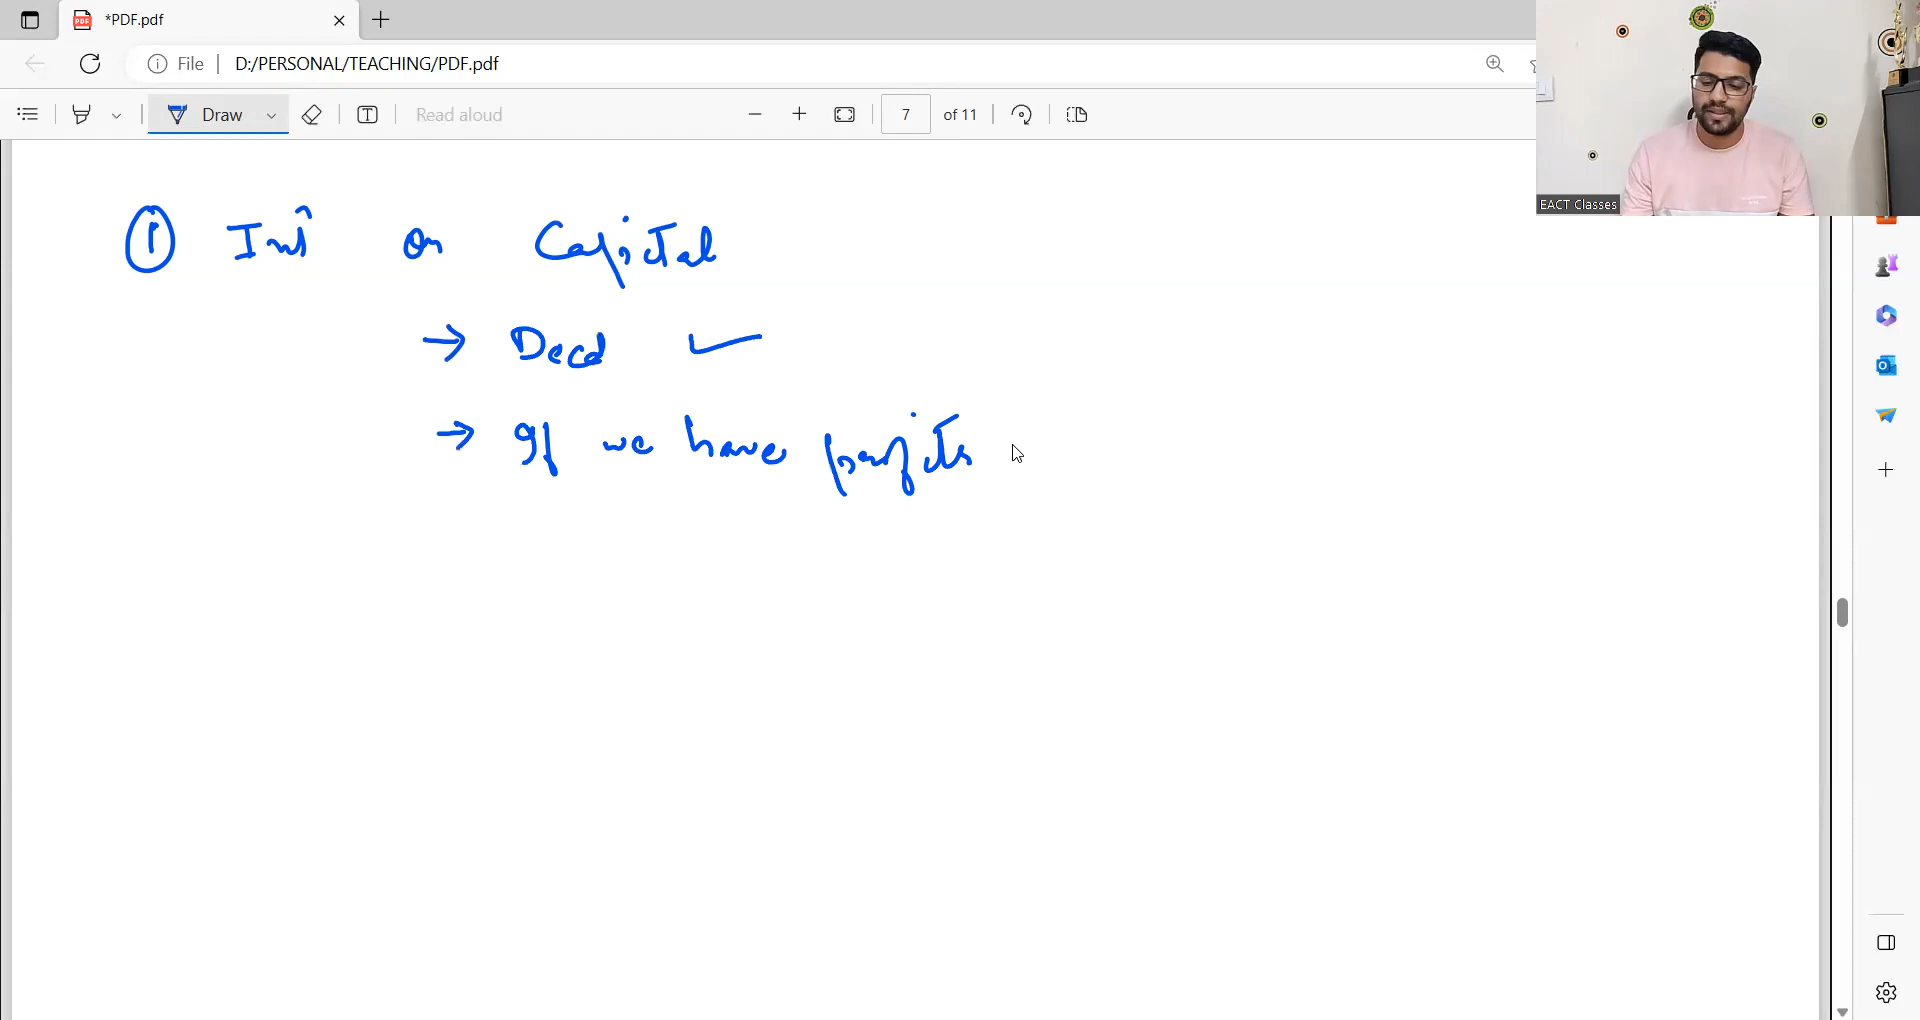 *PDF.pdf
File | D:/PERSONAL/TEACHING/PDF.pdf
Draw
Read aloud
7 of 11
EACT Classes
① Int on Capital
→ Deed ✓
→ If we have profits